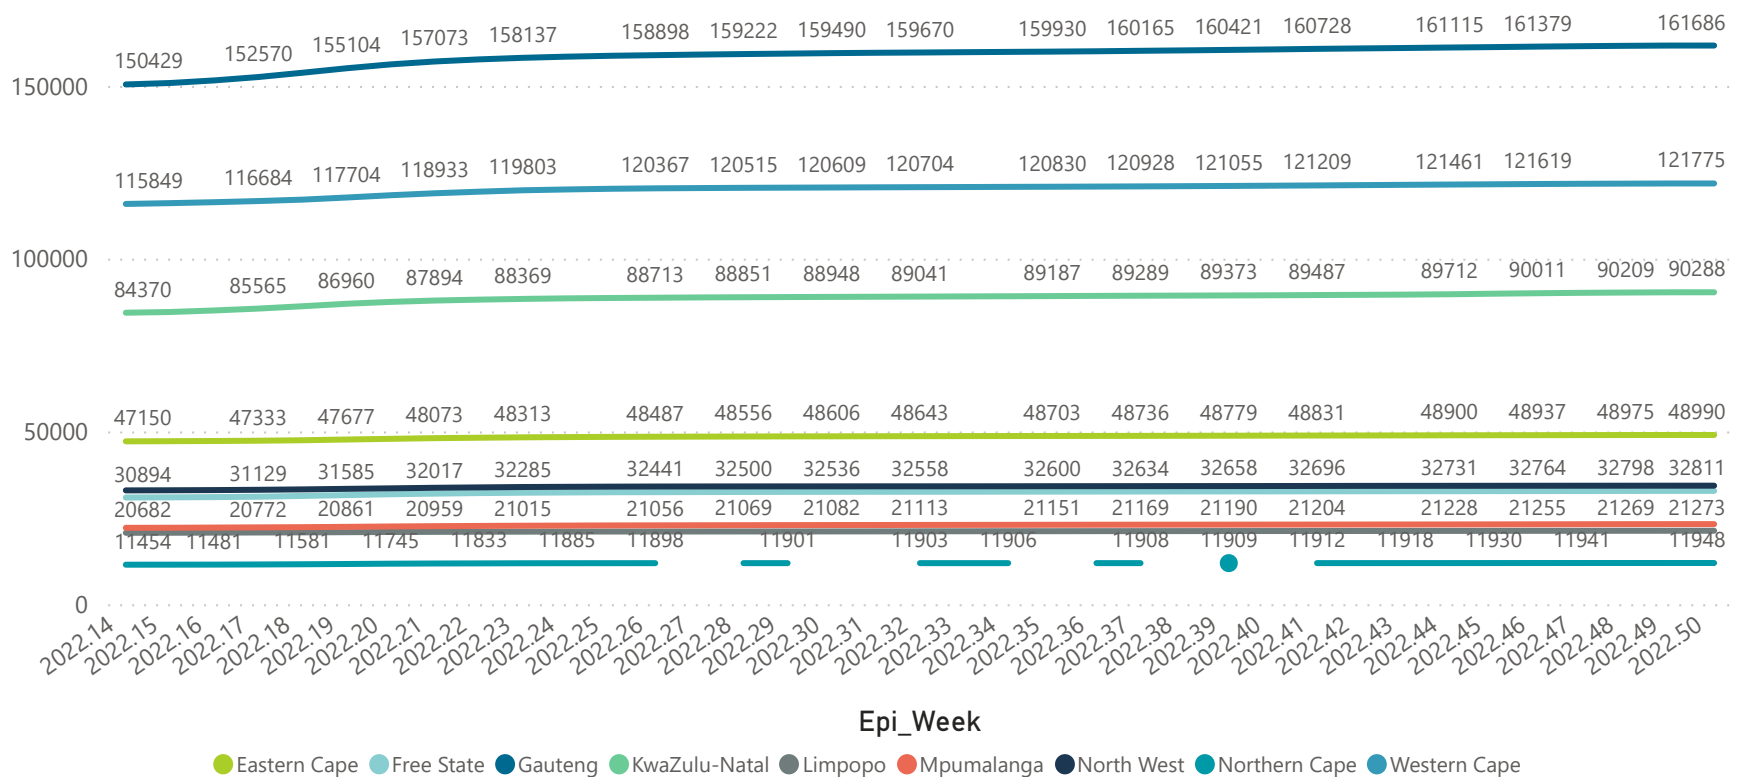 150429 152570 155104 157073 158137 158898 159222 159490 159670 159930 160165 160421 160728 161115 161379 161686
150000
115849 116684 117704 118933 119803 120367 120515 120609 120704 120830 120928 121055 121209 121461 121619 121775
100000
84370 85565 86960 87894 88369 88713 88851 88948 89041 89187 89289 89373 89487 89712 90011 90209 90288
47150 47333 47677 48073 48313 48487 48556 48606 48643 48703 48736 48779 48831 48900 48937 48975 48990
50000
30894 31129 31585 32017 32285 32441 32500 32536 32558 32600 32634 32658 32696 32731 32764 32798 32811
20682 20772 20861 20959 21015 21056 21069 21082 21113 21151 21169 21190 21204 21228 21255 21269 21273
11454 11481 11581 11745 11833 11885 11898 11901 11903 11906 11908 11909 11912 11918 11930 11941 11948
0
2022.14 2022.15 2022.16 2022.17 2022.18 2022.19 2022.20 2022.21 2022.22 2022.23 2022.24 2022.25 2022.26 2022.27 2022.28 2022.29 2022.30 2022.31 2022.32 2022.33 2022.34 2022.35 2022.36 2022.37 2022.38 2022.39 2022.40 2022.41 2022.42 2022.43 2022.44 2022.45 2022.46 2022.47 2022.48 2022.49 2022.50
Epi_Week
Eastern Cape Free State Gauteng KwaZulu-Natal Limpopo Mpumalanga North West Northern Cape Western Cape